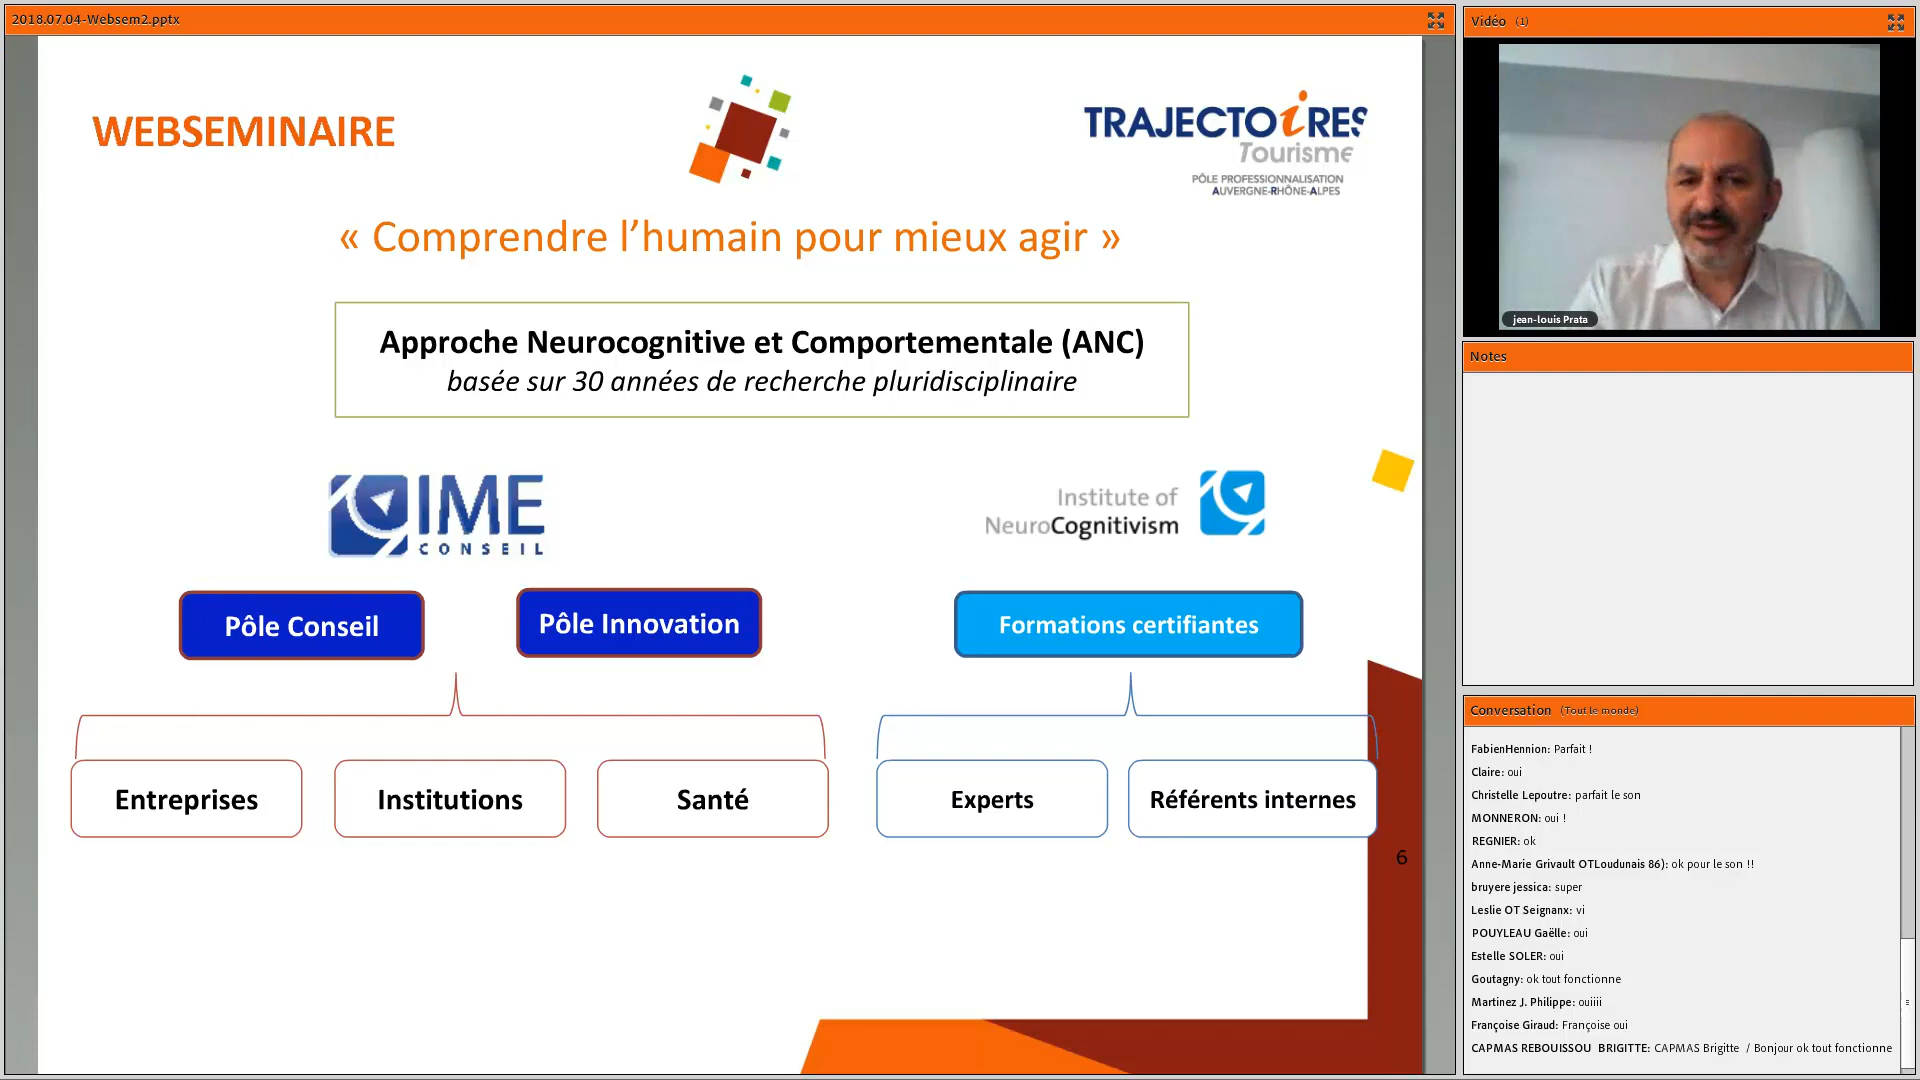 2018.07.04-Websem2.pptx
WEBSEMINAIRE
TRAJECTOiRES
Tourisme
PÔLE PROFESSIONNALISATION
AUVERGNE-RHÔNE-ALPES
« Comprendre l’humain pour mieux agir »
Approche Neurocognitive et Comportementale (ANC)
basée sur 30 années de recherche pluridisciplinaire
IME
CONSEIL
Institute of
NeuroCognitivism
Pôle Conseil
Pôle Innovation
Formations certifiantes
Entreprises
Institutions
Santé
Experts
Référents internes
6
Vidéo (1)
jean-louis Prata
Notes
Conversation (Tout le monde)
FabienHennion: Parfait !
Claire: oui
Christelle Lepoutre: parfait le son
MONNERON: oui !
REGNIER: ok
Anne-Marie Grivault OTLoudunais 86): ok pour le son !!
bruyere jessica: super
Leslie OT Seignanx: vi
POUYLEAU Gaëlle: oui
Estelle SOLER: oui
Goutagny: ok tout fonctionne
Martinez J. Philippe: ouiiii
Françoise Giraud: Françoise oui
CAPMAS REBOUISSOU BRIGITTE: CAPMAS Brigitte / Bonjour ok tout fonctionne